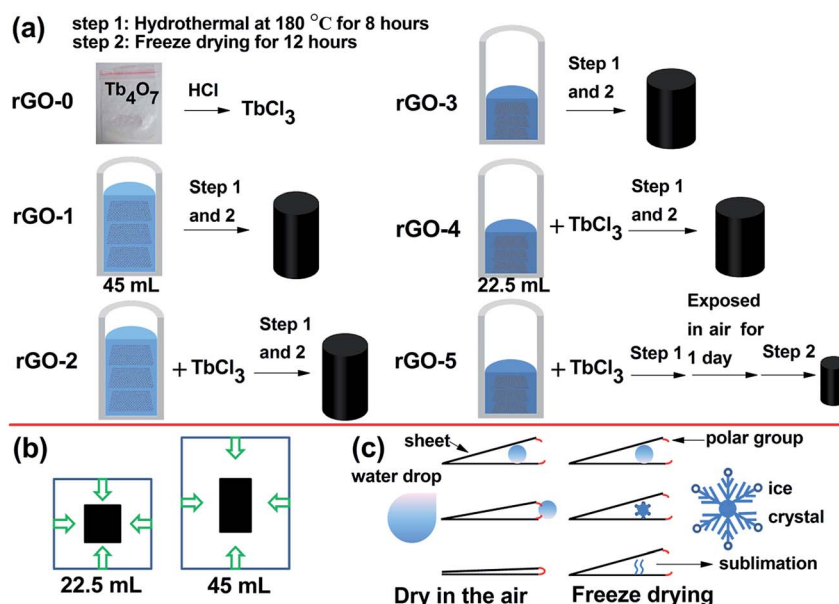 (a)
step 1: Hydrothermal at 180 °C for 8 hours
step 2: Freeze drying for 12 hours
rGO-0
Tb4O7
HCl
TbCl3
rGO-1
Step 1
and 2
45 mL
rGO-2
+ TbCl3
Step 1
and 2
rGO-3
Step 1
and 2
rGO-4
+ TbCl3
Step 1
and 2
22.5 mL
rGO-5
+ TbCl3
Step 1
Exposed
in air for
1 day
Step 2
(b)
22.5 mL
45 mL
(c)
sheet
polar group
water drop
ice
crystal
sublimation
Dry in the air
Freeze drying